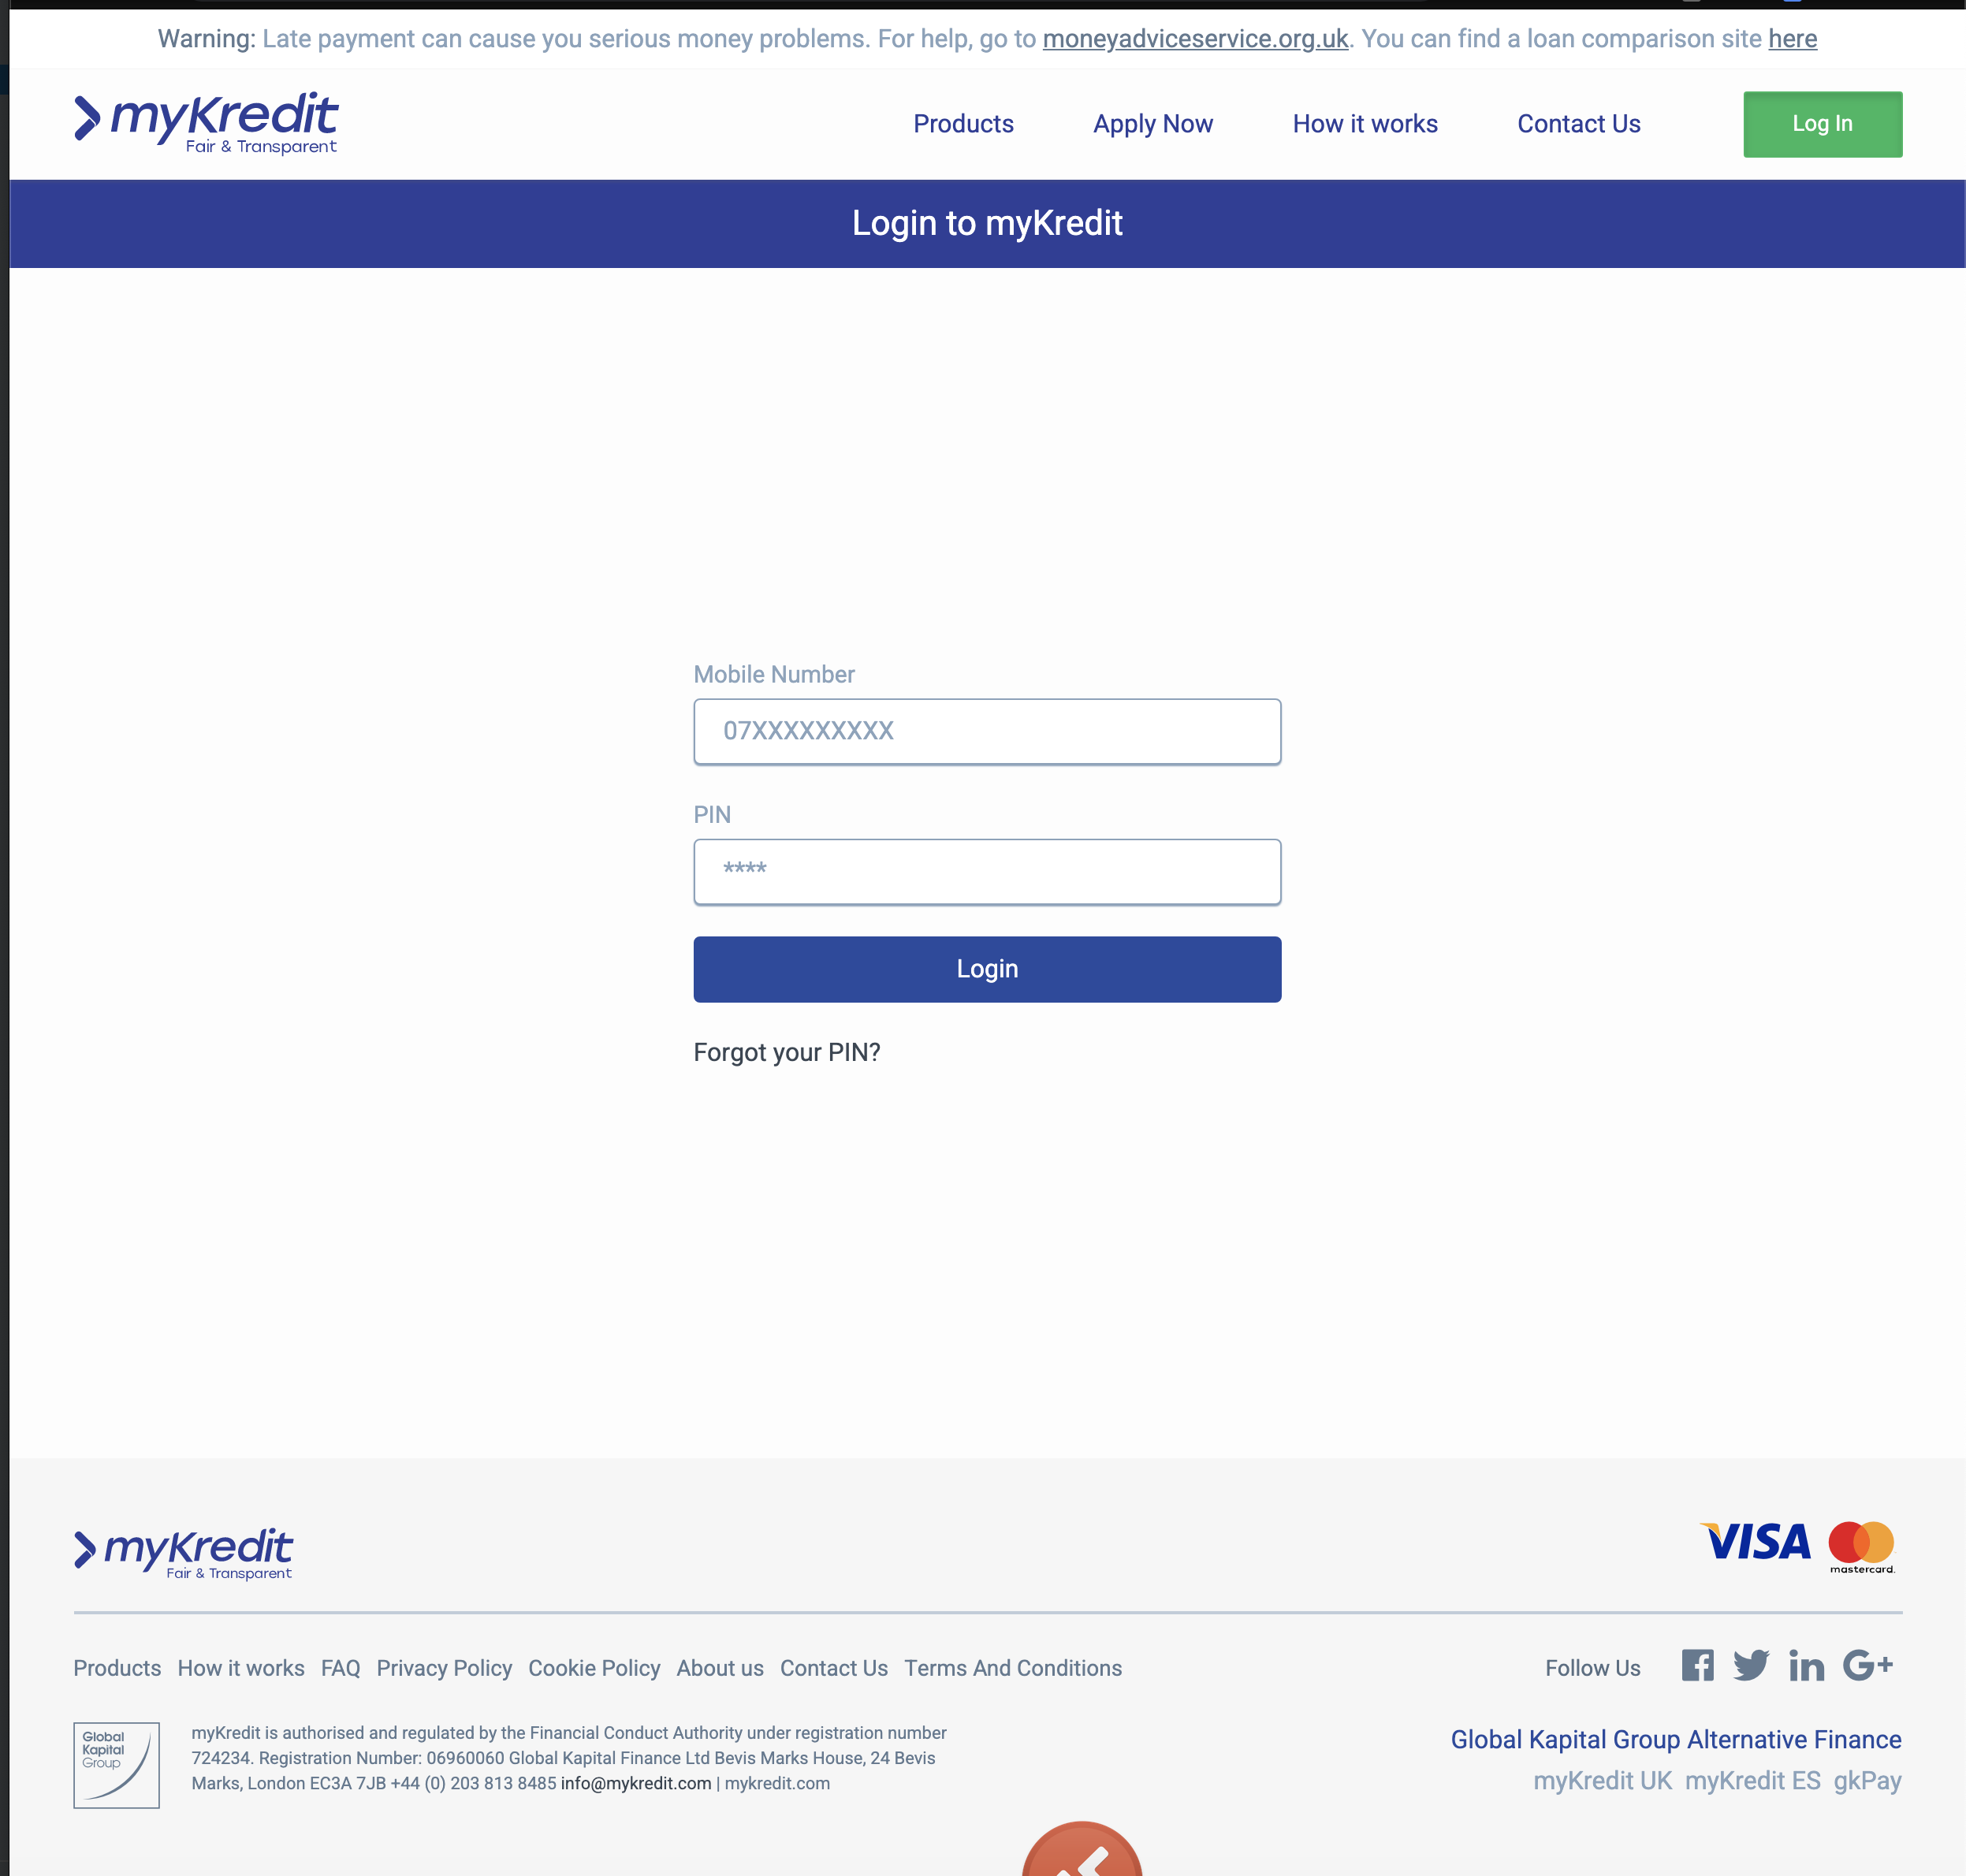 Warning: Late payment can cause you serious money problems. For help, go to moneyadviceservice.org.uk. You can find a loan comparison site here
myKredit
Fair & Transparent
Products
Apply Now
How it works
Contact Us
Log In
Login to myKredit
Mobile Number
07XXXXXXXXX
PIN
****
Login
Forgot your PIN?
myKredit
Fair & Transparent
VISA
mastercard.
Products How it works FAQ Privacy Policy Cookie Policy About us Contact Us Terms And Conditions
Follow Us
f
in
G+
Global
Kapital
Group
myKredit is authorised and regulated by the Financial Conduct Authority under registration number
724234. Registration Number: 06960060 Global Kapital Finance Ltd Bevis Marks House, 24 Bevis
Marks, London EC3A 7JB +44 (0) 203 813 8485 info@mykredit.com | mykredit.com
Global Kapital Group Alternative Finance
myKredit UK myKredit ES gkPay